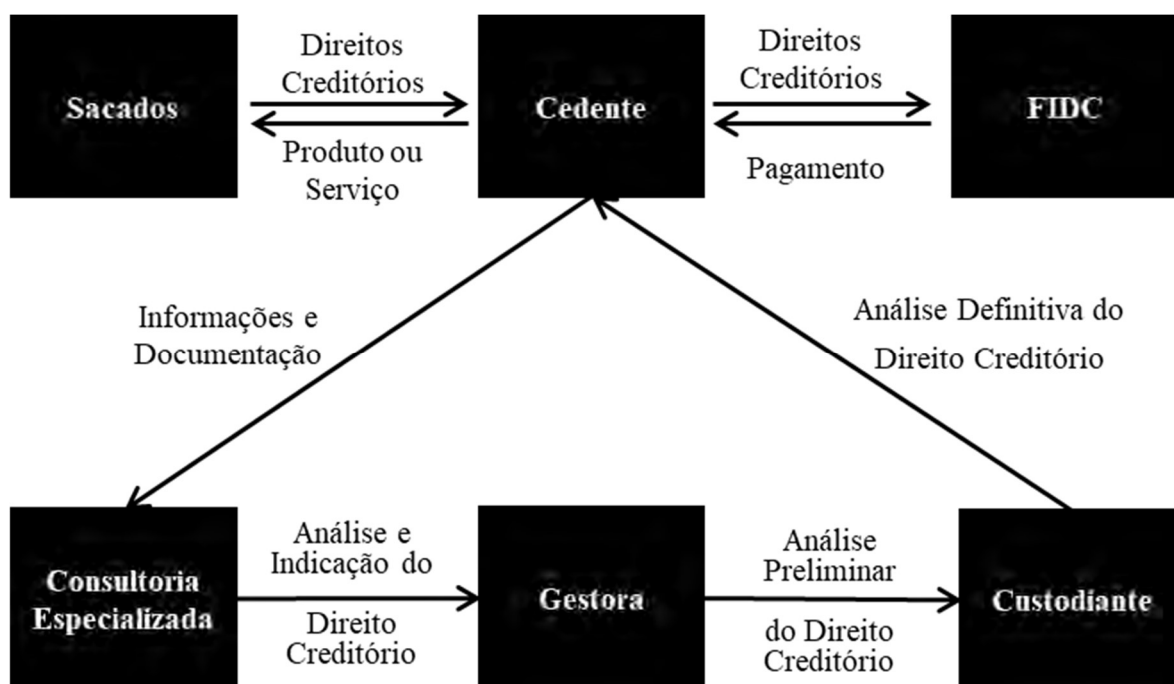 Sacados
Direitos
Creditórios
Produto ou
Serviço
Cedente
Direitos
Creditórios
Pagamento
FIDC
Informações e
Documentação
Análise Definitiva do
Direito Creditório
Consultoria
Especializada
Análise e
Indicação do
Direito
Creditório
Gestora
Análise
Preliminar
do Direito
Creditório
Custodiante